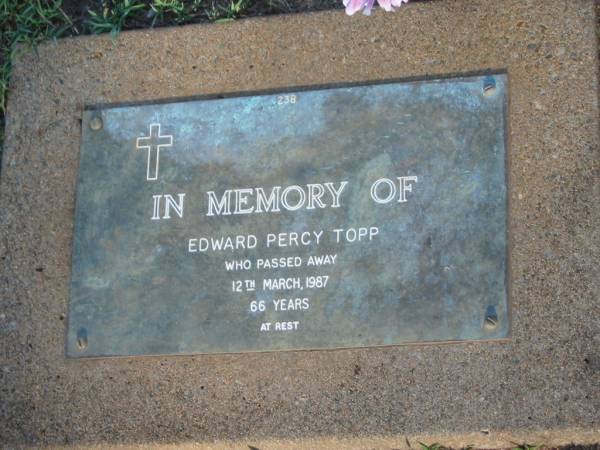 238
IN MEMORY OF
EDWARD PERCY TOPP
WHO PASSED AWAY
12TH MARCH, 1987
66 YEARS
AT REST